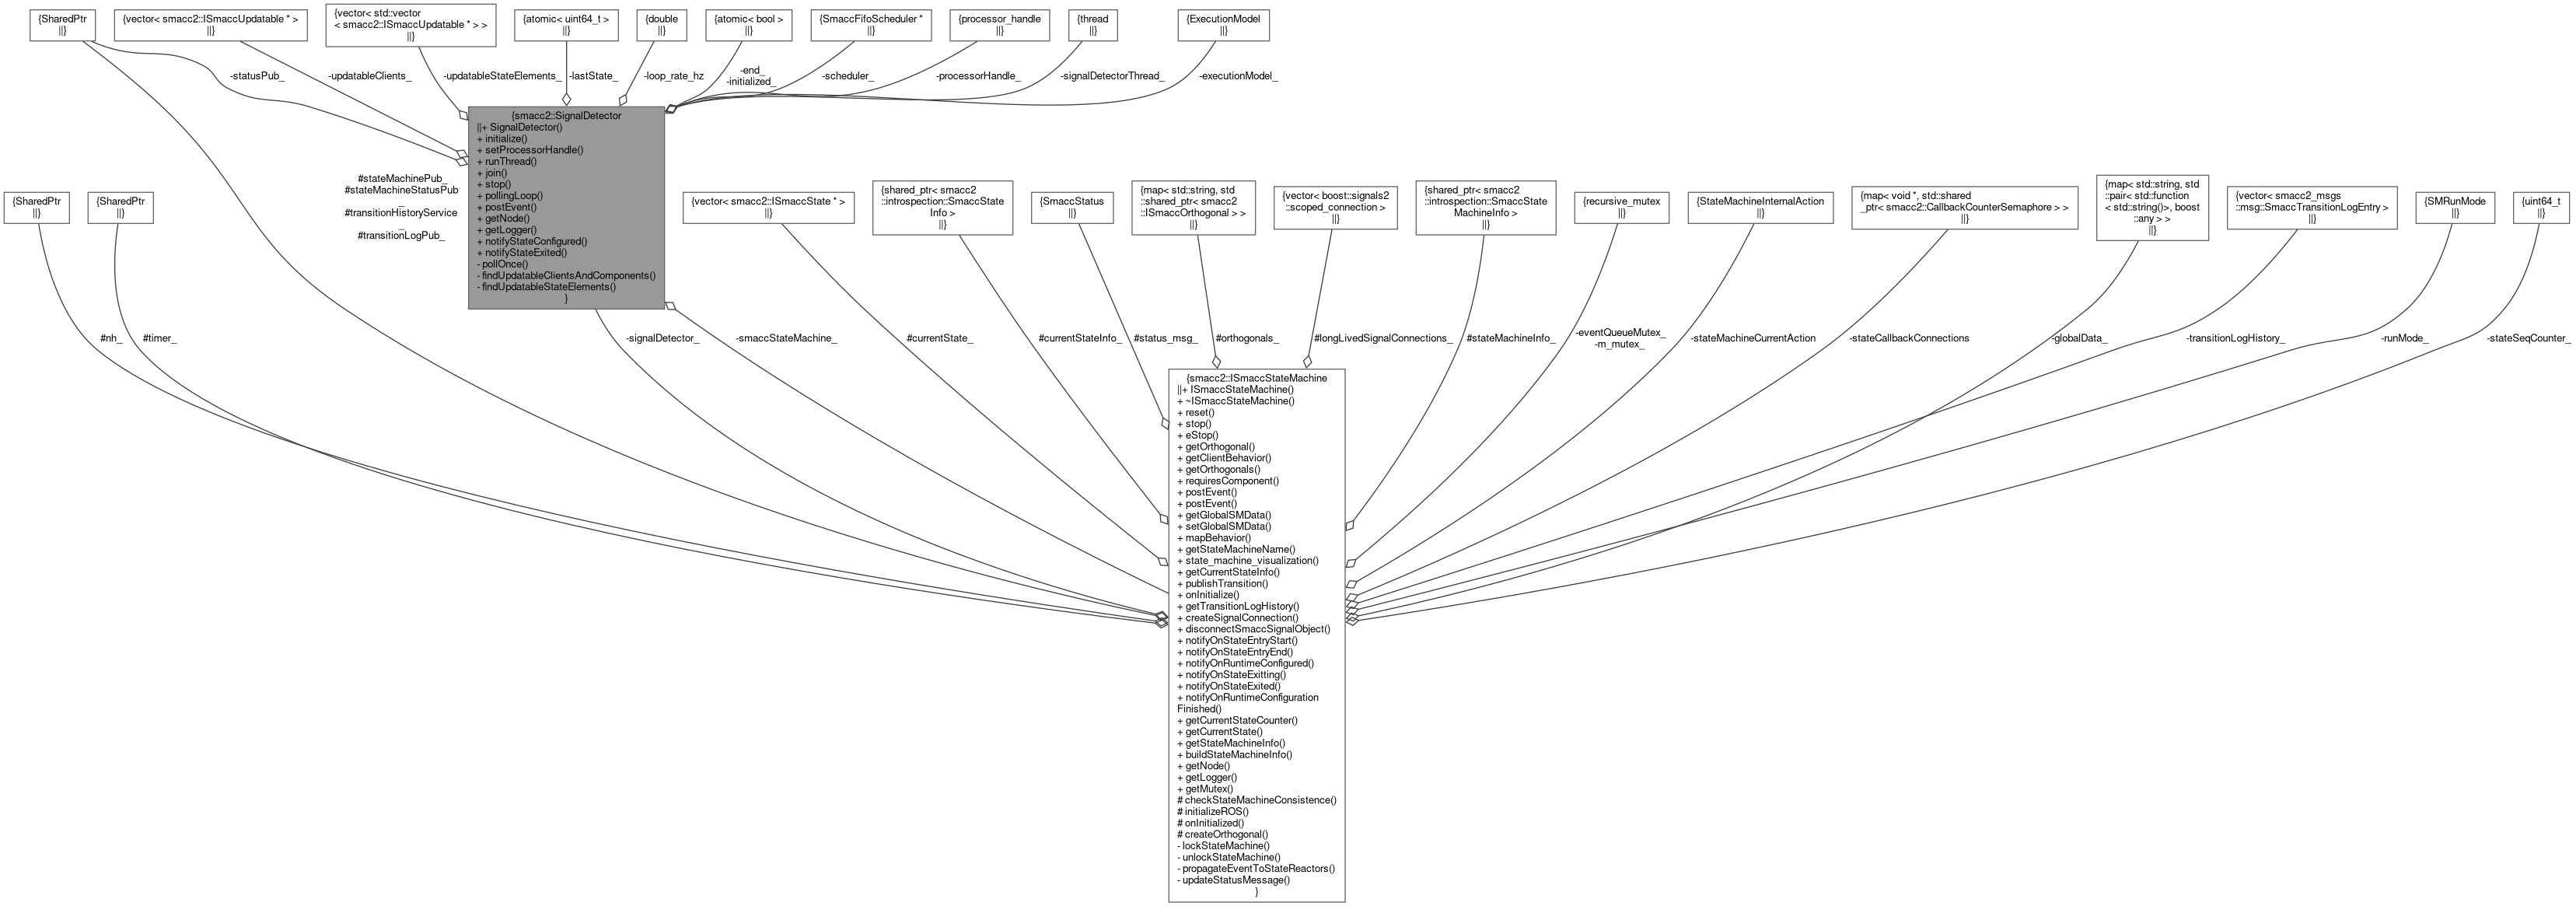 {SharedPtr
||}
{vector< smacc2::ISmaccUpdatable * >
||}
{vector< std::vector
< smacc2::ISmaccUpdatable * > >
||}
{atomic< uint64_t >
||}
{double
||}
{atomic< bool >
||}
{SmaccFifoScheduler *
||}
{processor_handle
||}
{thread
||}
{ExecutionModel
||}
-statusPub_
-updatableClients_
-updatableStateElements_
-lastState_
-loop_rate_hz
-end_
-initialized_
-scheduler_
-processorHandle_
-signalDetectorThread_
-executionModel_
{smacc2::SignalDetector
||+ SignalDetector()
+ initialize()
+ setProcessorHandle()
+ runThread()
+ join()
+ stop()
+ pollingLoop()
+ postEvent()
+ getNode()
+ getLogger()
+ notifyStateConfigured()
+ notifyStateExited()
- pollOnce()
- findUpdatableClientsAndComponents()
- findUpdatableStateElements()
}
#stateMachinePub_
#stateMachineStatusPub
_
#transitionHistoryService
_
#transitionLogPub_
{SharedPtr
||}
{SharedPtr
||}
{vector< smacc2::ISmaccState * >
||}
{shared_ptr< smacc2
::introspection::SmaccState
Info >
||}
{SmaccStatus
||}
{map< std::string, std
::shared_ptr< smacc2
::ISmaccOrthogonal > >
||}
{vector< boost::signals2
::scoped_connection >
||}
{shared_ptr< smacc2
::introspection::SmaccState
MachineInfo >
||}
{recursive_mutex
||}
{StateMachineInternalAction
||}
{map< void *, std::shared
_ptr< smacc2::CallbackCounterSemaphore > >
||}
{map< std::string, std
::pair< std::function
< std::string()>, boost
::any > >
||}
{vector< smacc2_msgs
::msg::SmaccTransitionLogEntry >
||}
{SMRunMode
||}
{uint64_t
||}
#nh_
#timer_
-signalDetector_
-smaccStateMachine_
#currentState_
#currentStateInfo_
#status_msg_
#orthogonals_
#longLivedSignalConnections_
#stateMachineInfo_
-eventQueueMutex_
-m_mutex_
-stateMachineCurrentAction
-stateCallbackConnections
-globalData_
-transitionLogHistory_
-runMode_
-stateSeqCounter_
{smacc2::ISmaccStateMachine
||+ ISmaccStateMachine()
+ ~ISmaccStateMachine()
+ reset()
+ stop()
+ eStop()
+ getOrthogonal()
+ getClientBehavior()
+ getOrthogonals()
+ requiresComponent()
+ postEvent()
+ postEvent()
+ getGlobalSMData()
+ setGlobalSMData()
+ mapBehavior()
+ getStateMachineName()
+ state_machine_visualization()
+ getCurrentStateInfo()
+ publishTransition()
+ onInitialize()
+ getTransitionLogHistory()
+ createSignalConnection()
+ disconnectSmaccSignalObject()
+ notifyOnStateEntryStart()
+ notifyOnStateEntryEnd()
+ notifyOnRuntimeConfigured()
+ notifyOnStateExitting()
+ notifyOnStateExited()
+ notifyOnRuntimeConfiguration
Finished()
+ getCurrentStateCounter()
+ getCurrentState()
+ getStateMachineInfo()
+ buildStateMachineInfo()
+ getNode()
+ getLogger()
+ getMutex()
# checkStateMachineConsistence()
# initializeROS()
# onInitialized()
# createOrthogonal()
- lockStateMachine()
- unlockStateMachine()
- propagateEventToStateReactors()
- updateStatusMessage()
}